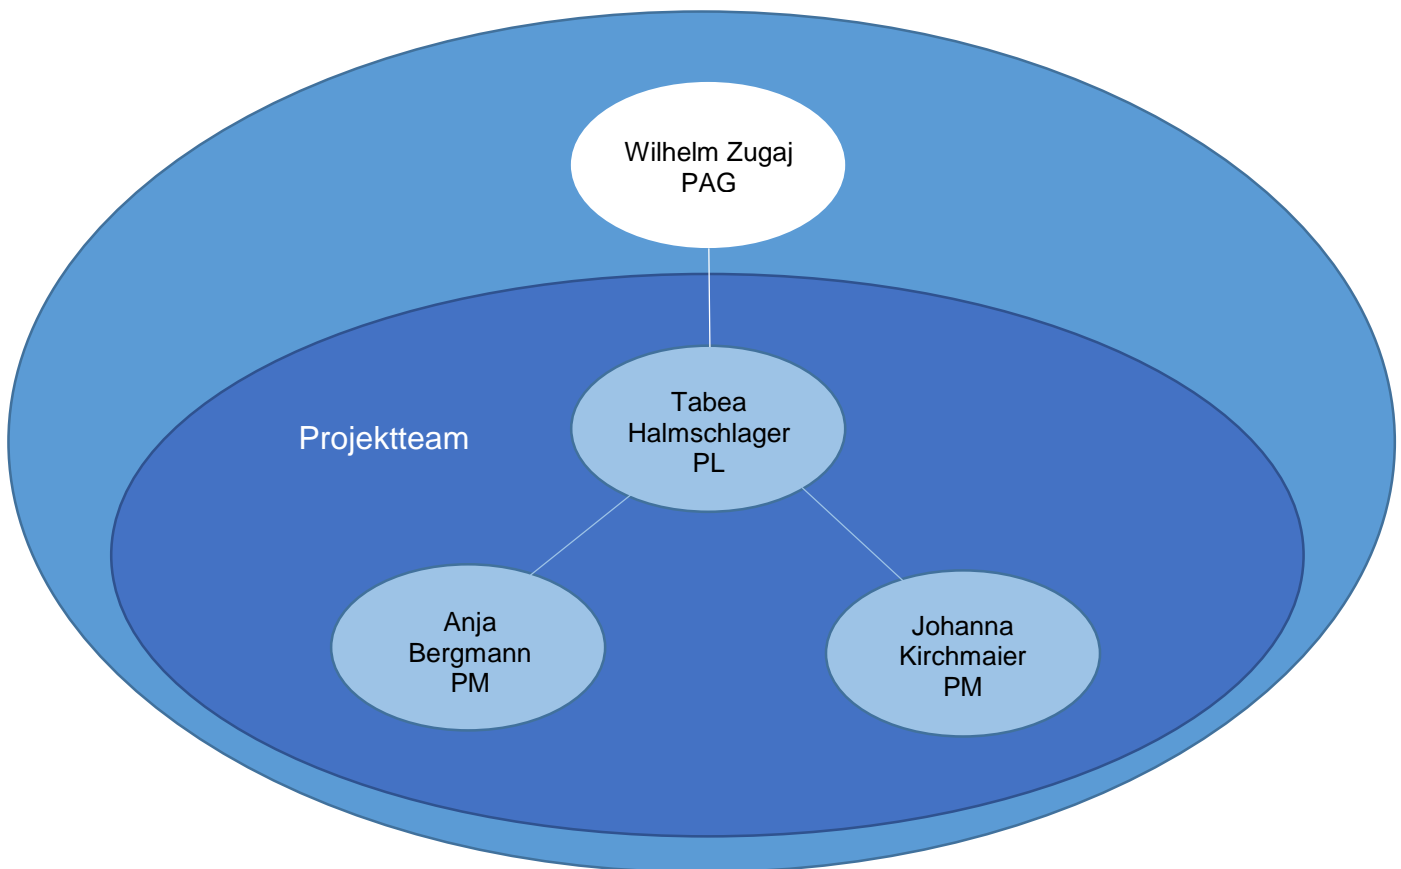 Wilhelm Zugaj
PAG
Projektteam
Tabea
Halmschlager
PL
Anja
Bergmann
PM
Johanna
Kirchmaier
PM